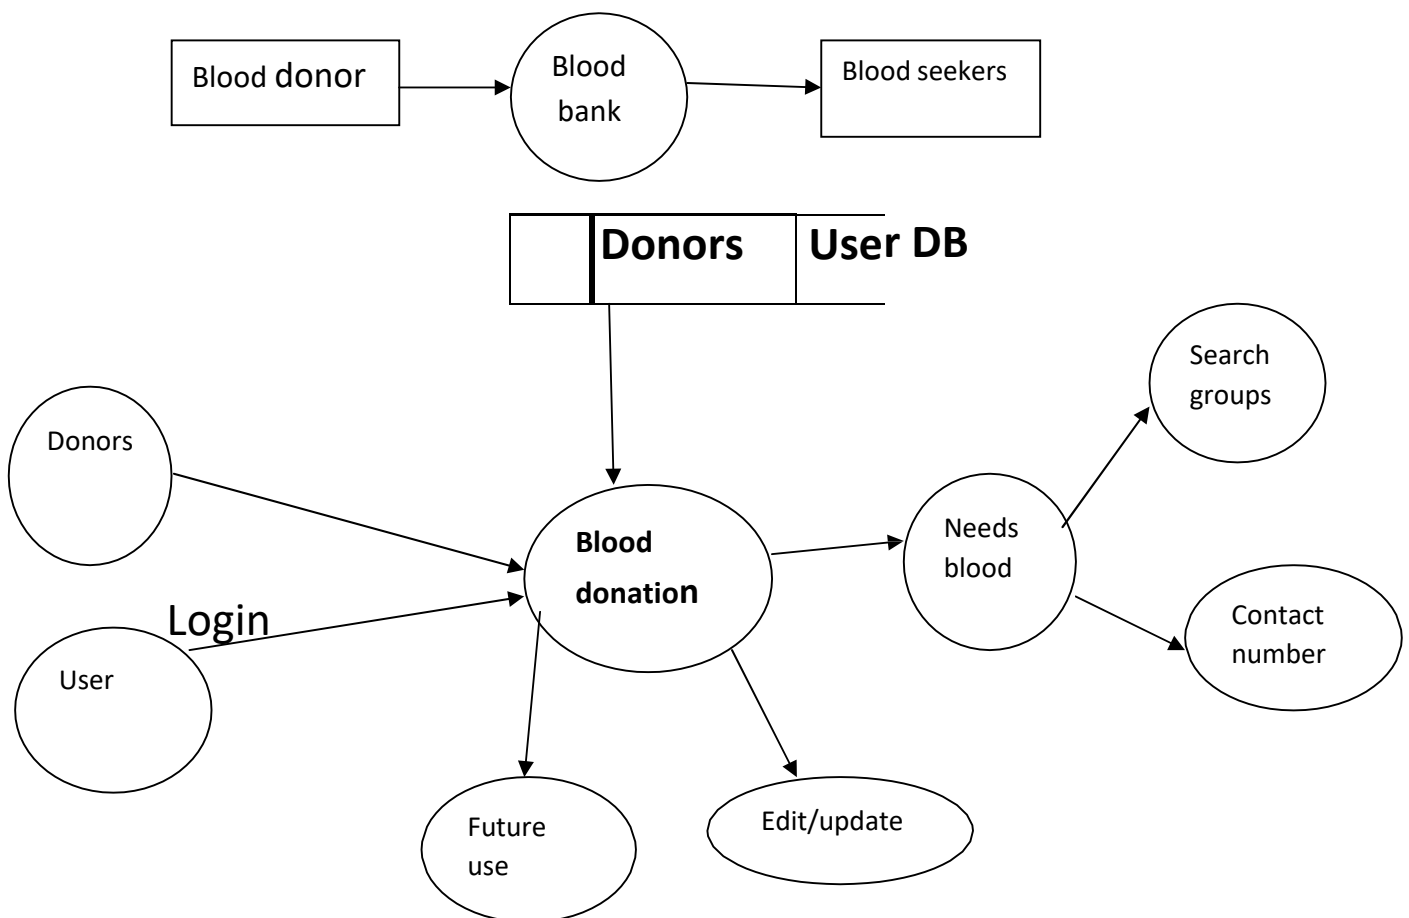 Blood donor
Blood
bank
Blood seekers
Donors
User DB
Search
groups
Donors
Blood
donation
Needs
blood
Login
Contact
number
User
Future
use
Edit/update